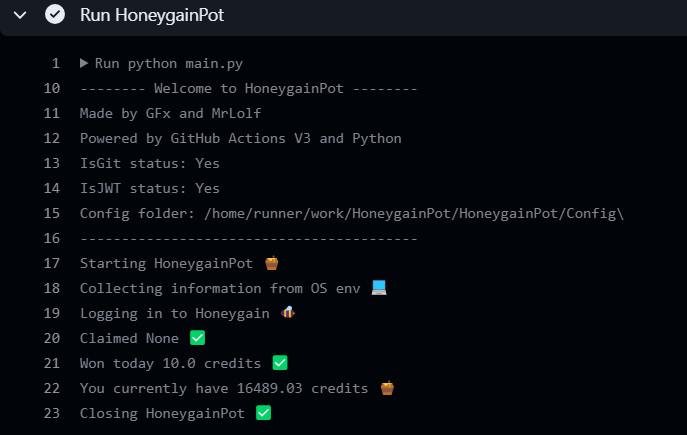 Run HoneygainPot
1 ▶ Run python main.py
10 -------- Welcome to HoneygainPot --------
11 Made by GFx and MrLolf
12 Powered by GitHub Actions V3 and Python
13 IsGit status: Yes
14 IsJWT status: Yes
15 Config folder: /home/runner/work/HoneygainPot/HoneygainPot/Config\
16 -----------------------------------------
17 Starting HoneygainPot 🍯
18 Collecting information from OS env 💻
19 Logging in to Honeygain 🐝
20 Claimed None ✅
21 Won today 10.0 credits ✅
22 You currently have 16489.03 credits 🍯
23 Closing HoneygainPot ✅